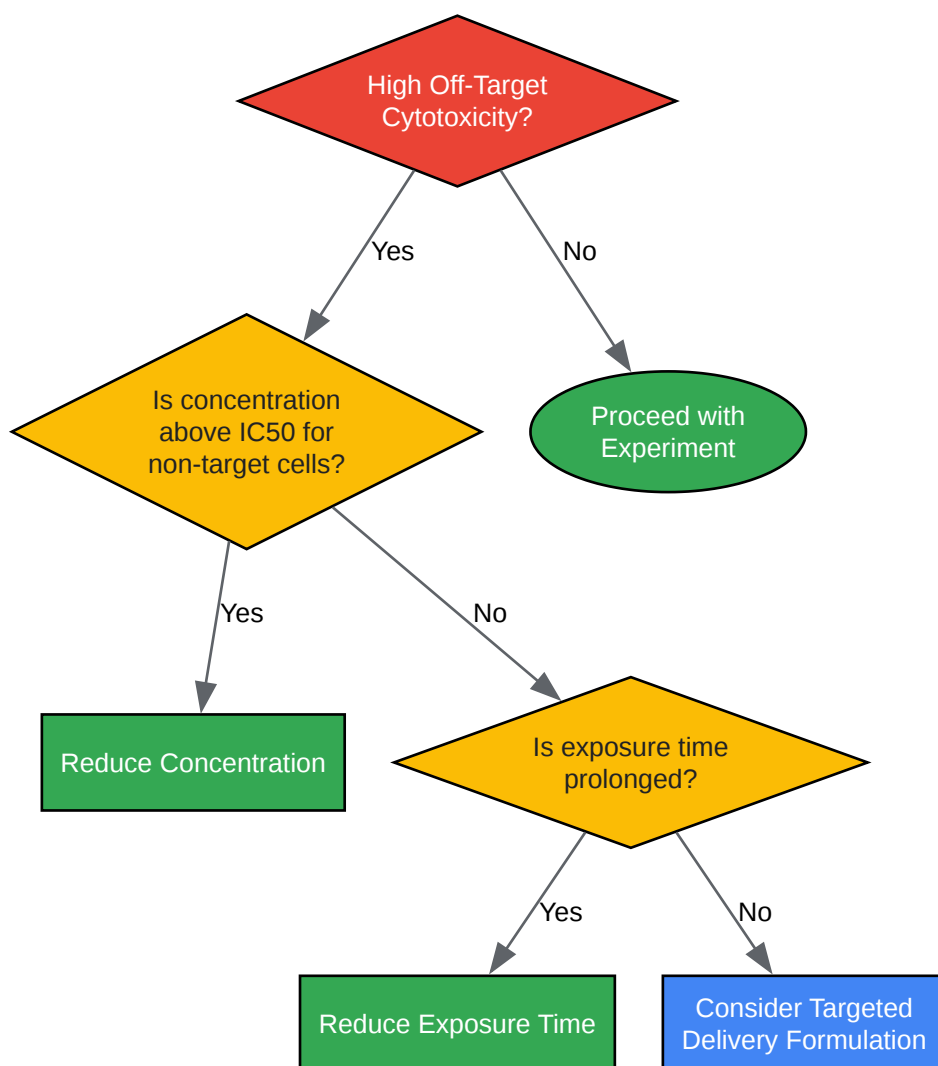 High Off-Target
Cytotoxicity?
Yes
No
Is concentration
above IC50 for
non-target cells?
Proceed with
Experiment
Yes
No
Reduce Concentration
Is exposure time
prolonged?
Yes
No
Reduce Exposure Time
Consider Targeted
Delivery Formulation